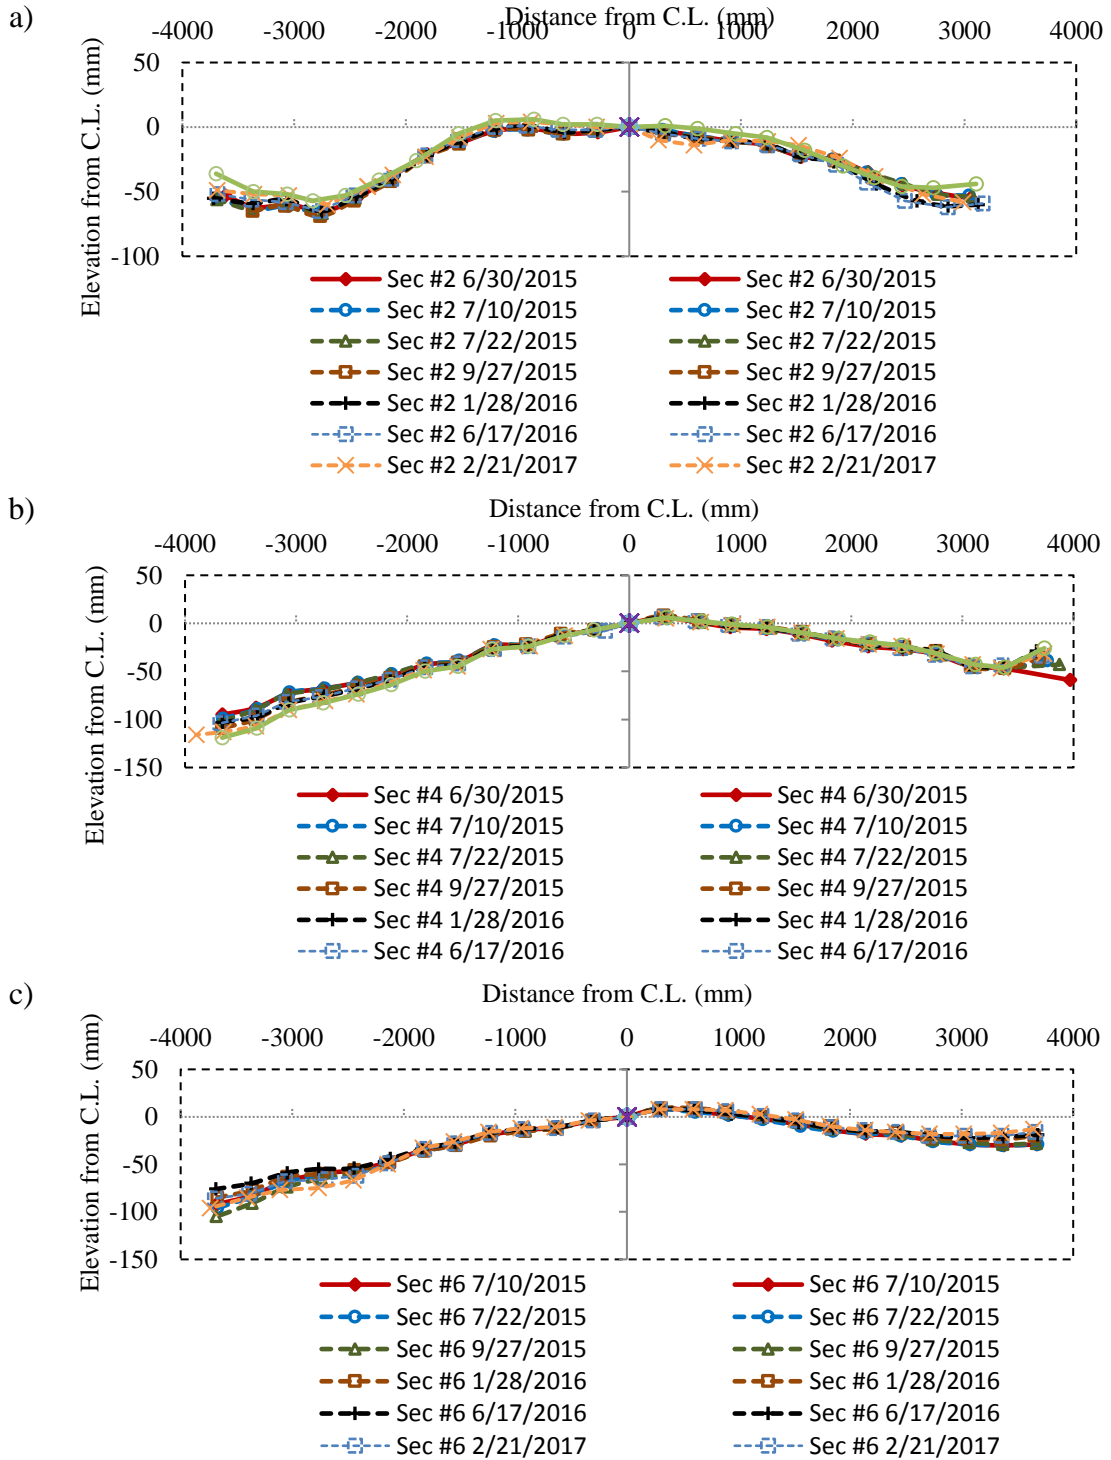 a)
Distance from C.L. (mm)
-4000 -3000 -2000 -1000 0 1000 2000 3000 4000
Elevation from C.L. (mm)
50
0
-50
-100
Sec #2 6/30/2015 Sec #2 6/30/2015
Sec #2 7/10/2015 Sec #2 7/10/2015
Sec #2 7/22/2015 Sec #2 7/22/2015
Sec #2 9/27/2015 Sec #2 9/27/2015
Sec #2 1/28/2016 Sec #2 1/28/2016
Sec #2 6/17/2016 Sec #2 6/17/2016
Sec #2 2/21/2017 Sec #2 2/21/2017
b)
Distance from C.L. (mm)
-4000 -3000 -2000 -1000 0 1000 2000 3000 4000
Elevation from C.L. (mm)
50
0
-50
-100
-150
Sec #4 6/30/2015 Sec #4 6/30/2015
Sec #4 7/10/2015 Sec #4 7/10/2015
Sec #4 7/22/2015 Sec #4 7/22/2015
Sec #4 9/27/2015 Sec #4 9/27/2015
Sec #4 1/28/2016 Sec #4 1/28/2016
Sec #4 6/17/2016 Sec #4 6/17/2016
c)
Distance from C.L. (mm)
-4000 -3000 -2000 -1000 0 1000 2000 3000 4000
Elevation from C.L. (mm)
50
0
-50
-100
-150
Sec #6 7/10/2015 Sec #6 7/10/2015
Sec #6 7/22/2015 Sec #6 7/22/2015
Sec #6 9/27/2015 Sec #6 9/27/2015
Sec #6 1/28/2016 Sec #6 1/28/2016
Sec #6 6/17/2016 Sec #6 6/17/2016
Sec #6 2/21/2017 Sec #6 2/21/2017